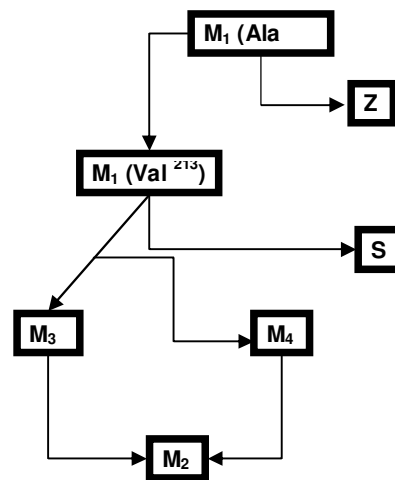 M₁ (Ala
Z
M₁ (Val ²¹³)
S
M₃
M₄
M₂